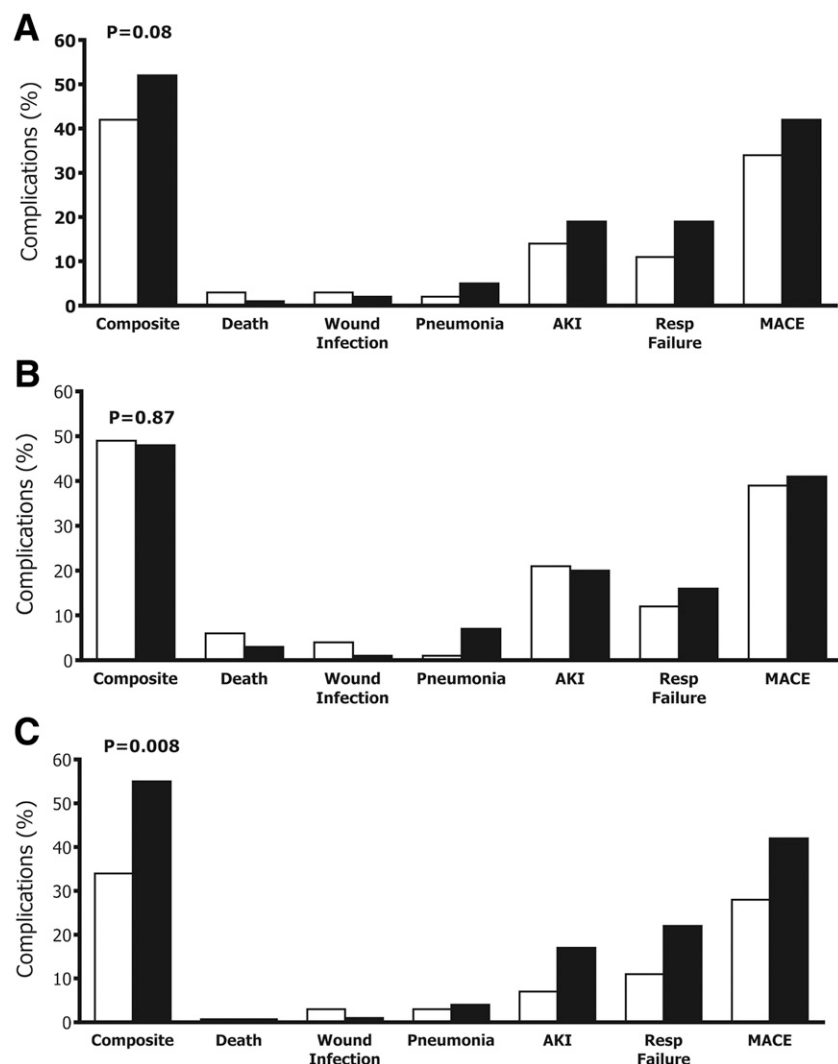 A
P=0.08
Complications (%)
60
50
40
30
20
10
0
Composite Death Wound Infection Pneumonia AKI Resp Failure MACE
B
P=0.87
Complications (%)
60
50
40
30
20
10
0
Composite Death Wound Infection Pneumonia AKI Resp Failure MACE
C
P=0.008
Complications (%)
60
50
40
30
20
10
0
Composite Death Wound Infection Pneumonia AKI Resp Failure MACE